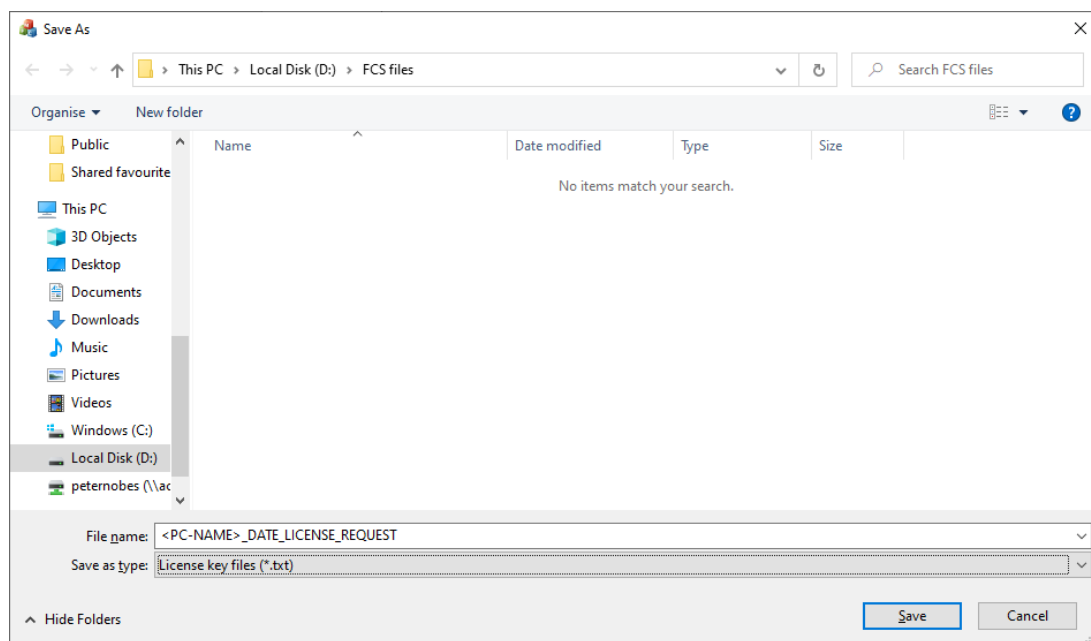 Save As
This PC > Local Disk (D:) > FCS files
Search FCS files
Organise
New folder
Name
Date modified
Type
Size
No items match your search.
Public
Shared favourite
This PC
3D Objects
Desktop
Documents
Downloads
Music
Pictures
Videos
Windows (C:)
Local Disk (D:)
peternobes (\\ac
File name: <PC-NAME>_DATE_LICENSE_REQUEST
Save as type: License key files (*.txt)
Hide Folders
Save
Cancel